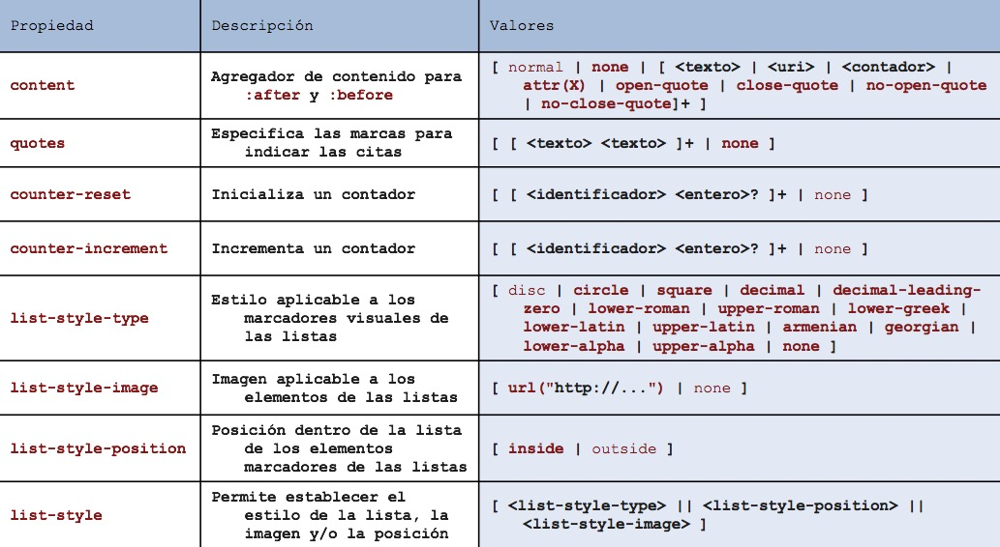 Propiedad Descripción Valores
content
Agregador de contenido para
:after y :before
[ normal | none | [ <texto> | <uri> | <contador> |
attr(X) | open-quote | close-quote | no-open-quote
| no-close-quote]+ ]
quotes
Especifica las marcas para
indicar las citas
[ [ <texto> <texto> ]+ | none ]
counter-reset
Inicializa un contador
[ [ <identificador> <entero>? ]+ | none ]
counter-increment
Incrementa un contador
[ [ <identificador> <entero>? ]+ | none ]
list-style-type
Estilo aplicable a los
marcadores visuales de
las listas
[ disc | circle | square | decimal | decimal-leading-
zero | lower-roman | upper-roman | lower-greek |
lower-latin | upper-latin | armenian | georgian |
lower-alpha | upper-alpha | none ]
list-style-image
Imagen aplicable a los
elementos de las listas
[ url("http://...") | none ]
list-style-position
Posición dentro de la lista
de los elementos
marcadores de las listas
[ inside | outside ]
list-style
Permite establecer el
estilo de la lista, la
imagen y/o la posición
[ <list-style-type> || <list-style-position> ||
<list-style-image> ]